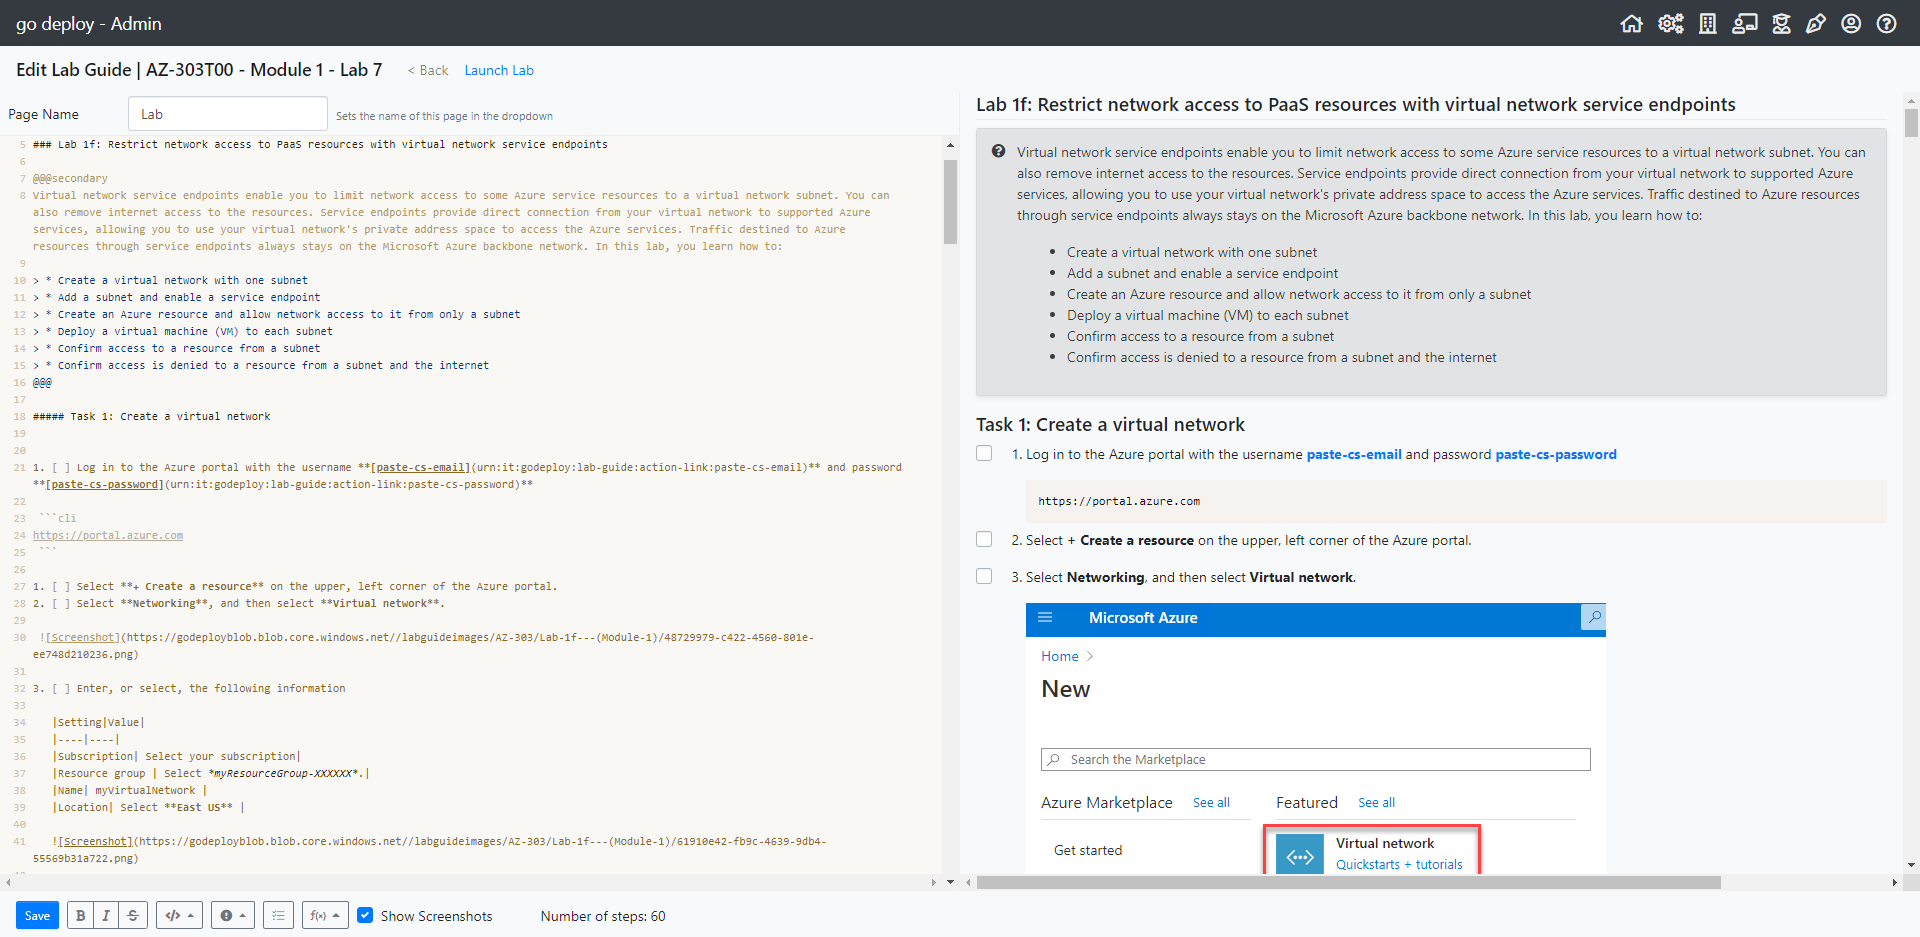 go deploy - Admin
Edit Lab Guide | AZ-303T00 - Module 1 - Lab 7
< Back
Launch Lab
Page Name
Lab
Sets the name of this page in the dropdown
5 ### Lab 1f: Restrict network access to PaaS resources with virtual network service endpoints
6
7 @@@secondary
8 Virtual network service endpoints enable you to limit network access to some Azure service resources to a virtual network subnet. You can
also remove internet access to the resources. Service endpoints provide direct connection from your virtual network to supported Azure
services, allowing you to use your virtual network's private address space to access the Azure services. Traffic destined to Azure
resources through service endpoints always stays on the Microsoft Azure backbone network. In this lab, you learn how to:
9
10 > * Create a virtual network with one subnet
11 > * Add a subnet and enable a service endpoint
12 > * Create an Azure resource and allow network access to it from only a subnet
13 > * Deploy a virtual machine (VM) to each subnet
14 > * Confirm access to a resource from a subnet
15 > * Confirm access is denied to a resource from a subnet and the internet
16 @@@
17
18 ##### Task 1: Create a virtual network
19
20
21 1. [ ] Log in to the Azure portal with the username **[paste-cs-email](urn:it:godeploy:lab-guide:action-link:paste-cs-email)** and password
**[paste-cs-password](urn:it:godeploy:lab-guide:action-link:paste-cs-password)**
22
23 ```cli
24 https://portal.azure.com
25 ```
26
27 1. [ ] Select **+ Create a resource** on the upper, left corner of the Azure portal.
28 2. [ ] Select **Networking**, and then select **Virtual network**.
29
30 ![Screenshot](https://godeployblob.blob.core.windows.net//labguideimages/AZ-303/Lab-1f---(Module-1)/48729979-c422-4560-801e-
ee748d210236.png)
31
32 3. [ ] Enter, or select, the following information
33
34 |Setting|Value|
35 |----|----|
36 |Subscription| Select your subscription|
37 |Resource group | Select *myResourceGroup-XXXXXX*.|
38 |Name| myVirtualNetwork |
39 |Location| Select **East US** |
40
41 ![Screenshot](https://godeployblob.blob.core.windows.net//labguideimages/AZ-303/Lab-1f---(Module-1)/61910e42-fb9c-4639-9db4-
55569b31a722.png)
Lab 1f: Restrict network access to PaaS resources with virtual network service endpoints
Virtual network service endpoints enable you to limit network access to some Azure service resources to a virtual network subnet. You can
also remove internet access to the resources. Service endpoints provide direct connection from your virtual network to supported Azure
services, allowing you to use your virtual network's private address space to access the Azure services. Traffic destined to Azure resources
through service endpoints always stays on the Microsoft Azure backbone network. In this lab, you learn how to:
• Create a virtual network with one subnet
• Add a subnet and enable a service endpoint
• Create an Azure resource and allow network access to it from only a subnet
• Deploy a virtual machine (VM) to each subnet
• Confirm access to a resource from a subnet
• Confirm access is denied to a resource from a subnet and the internet
Task 1: Create a virtual network
1. Log in to the Azure portal with the username paste-cs-email and password paste-cs-password
https://portal.azure.com
2. Select + Create a resource on the upper, left corner of the Azure portal.
3. Select Networking, and then select Virtual network.
Microsoft Azure
Home >
New
Search the Marketplace
Azure Marketplace See all
Featured See all
Get started
Virtual network
Quickstarts + tutorials
Save
B I S </> f(x)
Show Screenshots
Number of steps: 60